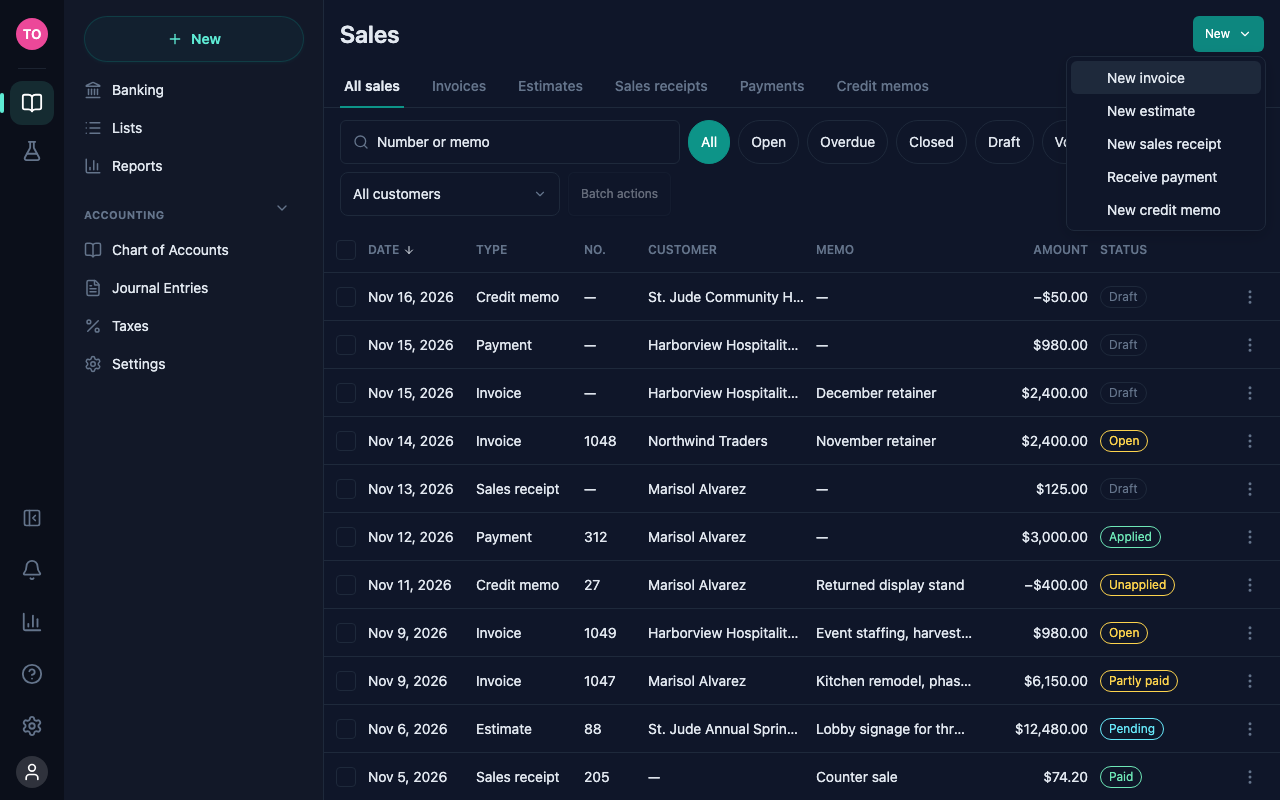 TO
New
Banking
Lists
Reports
ACCOUNTING
Chart of Accounts
Journal Entries
Taxes
Settings
Sales
New
New invoice
New estimate
New sales receipt
Receive payment
New credit memo
All sales Invoices Estimates Sales receipts Payments Credit memos
Number or memo All Open Overdue Closed Draft
All customers Batch actions
DATE TYPE NO. CUSTOMER MEMO AMOUNT STATUS
Nov 16, 2026 Credit memo — St. Jude Community H... — −$50.00 Draft
Nov 15, 2026 Payment — Harborview Hospitalit... — $980.00 Draft
Nov 15, 2026 Invoice — Harborview Hospitalit... December retainer $2,400.00 Draft
Nov 14, 2026 Invoice 1048 Northwind Traders November retainer $2,400.00 Open
Nov 13, 2026 Sales receipt — Marisol Alvarez — $125.00 Draft
Nov 12, 2026 Payment 312 Marisol Alvarez — $3,000.00 Applied
Nov 11, 2026 Credit memo 27 Marisol Alvarez Returned display stand −$400.00 Unapplied
Nov 9, 2026 Invoice 1049 Harborview Hospitalit... Event staffing, harvest... $980.00 Open
Nov 9, 2026 Invoice 1047 Marisol Alvarez Kitchen remodel, phas... $6,150.00 Partly paid
Nov 6, 2026 Estimate 88 St. Jude Annual Sprin... Lobby signage for thr... $12,480.00 Pending
Nov 5, 2026 Sales receipt 205 — Counter sale $74.20 Paid